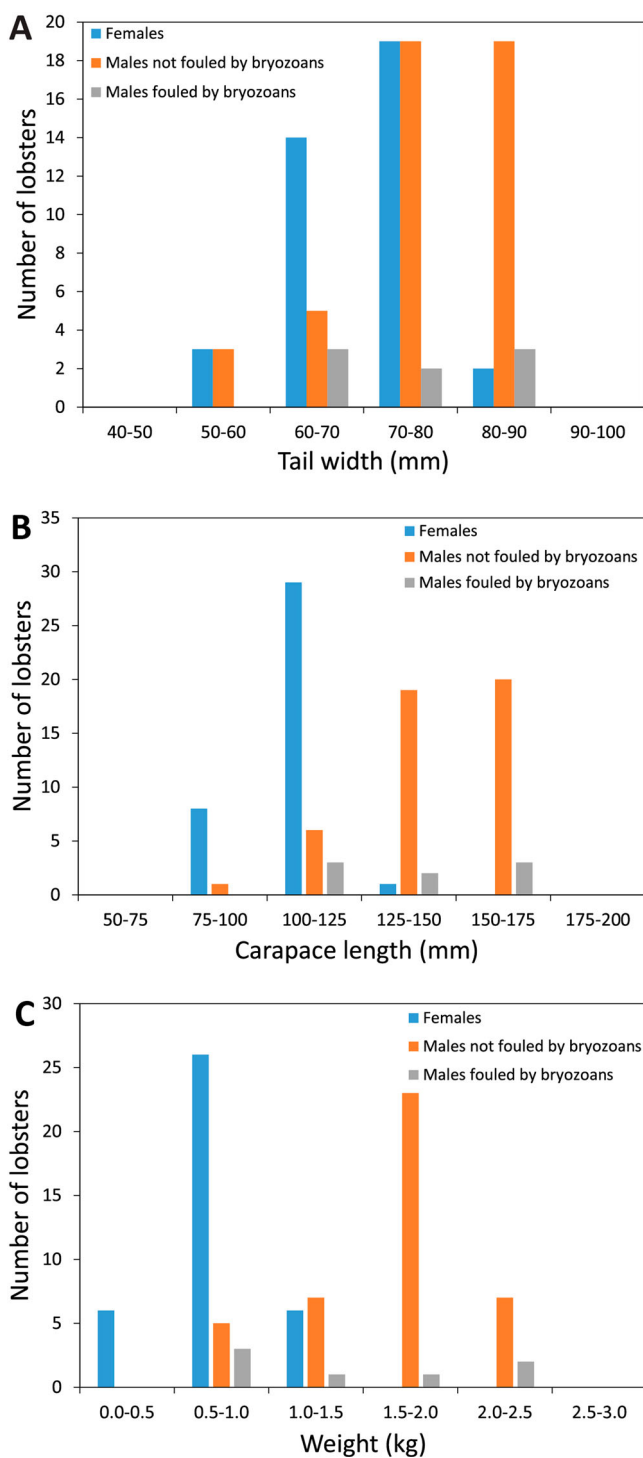 A
Females
Males not fouled by bryozoans
Males fouled by bryozoans
Number of lobsters
20
18
16
14
12
10
8
6
4
2
0
40-50 50-60 60-70 70-80 80-90 90-100
Tail width (mm)
B
Females
Males not fouled by bryozoans
Males fouled by bryozoans
Number of lobsters
35
30
25
20
15
10
5
0
50-75 75-100 100-125 125-150 150-175 175-200
Carapace length (mm)
C
Females
Males not fouled by bryozoans
Males fouled by bryozoans
Number of lobsters
30
25
20
15
10
5
0
0.0-0.5 0.5-1.0 1.0-1.5 1.5-2.0 2.0-2.5 2.5-3.0
Weight (kg)